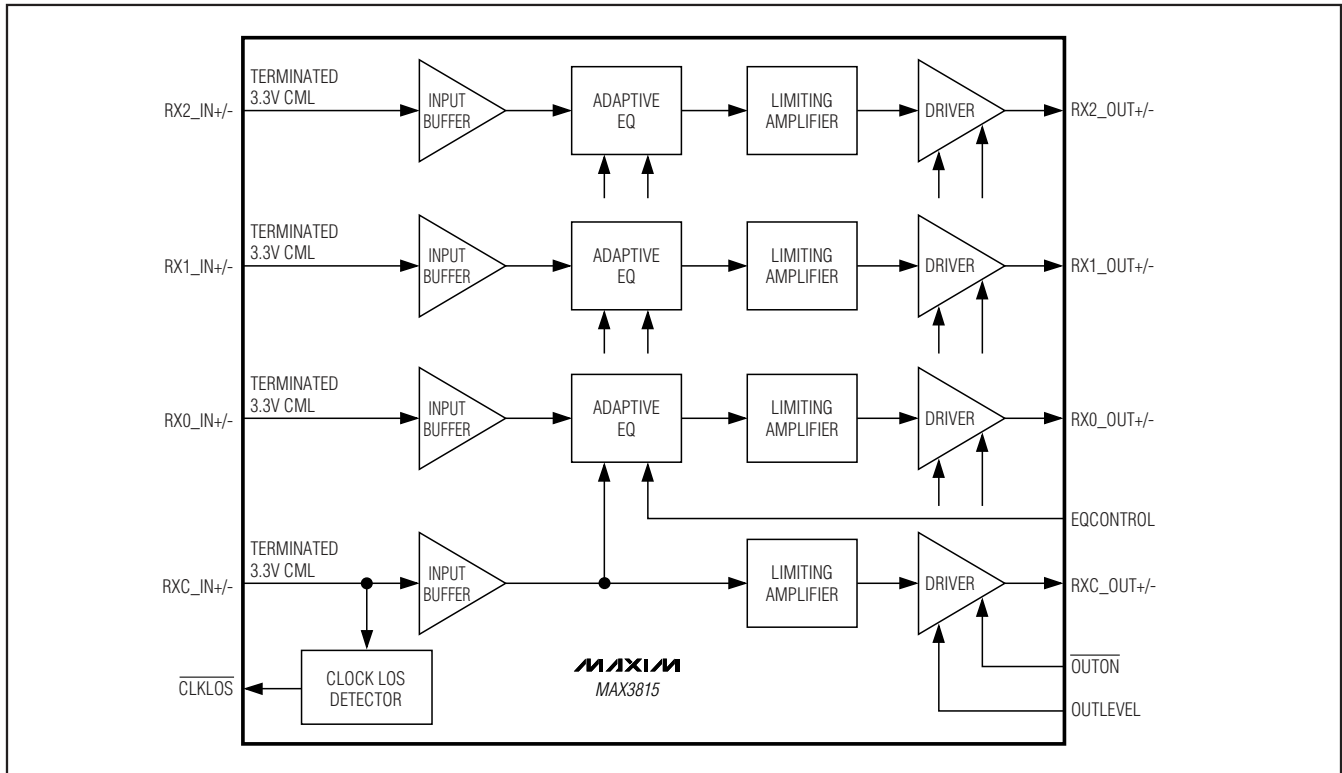 TERMINATED
3.3V CML
RX2_IN+/-
INPUT
BUFFER
ADAPTIVE
EQ
LIMITING
AMPLIFIER
DRIVER
RX2_OUT+/-
TERMINATED
3.3V CML
RX1_IN+/-
INPUT
BUFFER
ADAPTIVE
EQ
LIMITING
AMPLIFIER
DRIVER
RX1_OUT+/-
TERMINATED
3.3V CML
RX0_IN+/-
INPUT
BUFFER
ADAPTIVE
EQ
LIMITING
AMPLIFIER
DRIVER
RX0_OUT+/-
EQCONTROL
TERMINATED
3.3V CML
RXC_IN+/-
INPUT
BUFFER
LIMITING
AMPLIFIER
DRIVER
RXC_OUT+/-
CLKLOS
CLOCK LOS
DETECTOR
MAXIM
MAX3815
OUTON
OUTLEVEL